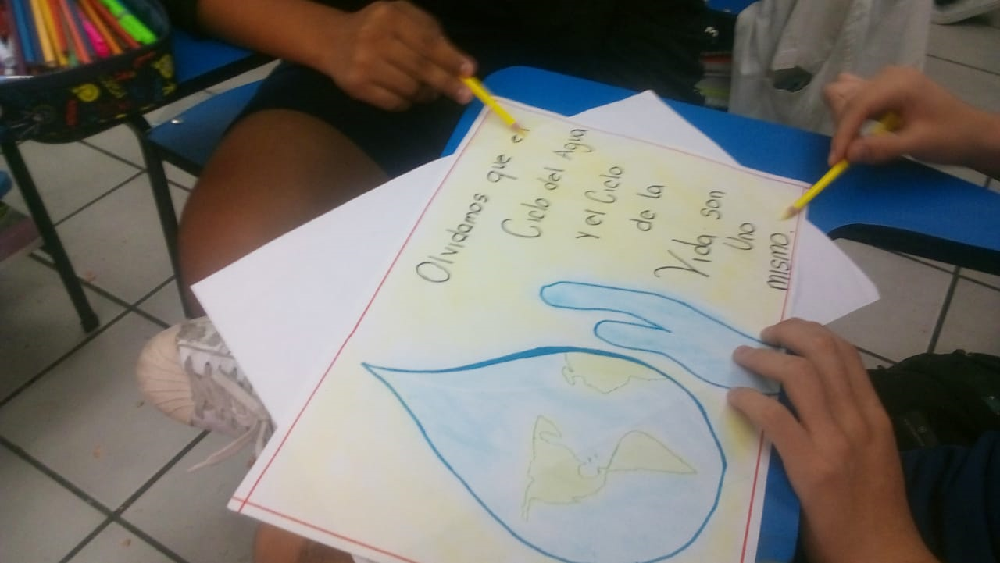 Olvidamos que el
Ciclo del Agua
y el Ciclo
de la
Vida son
Uno
mismo.